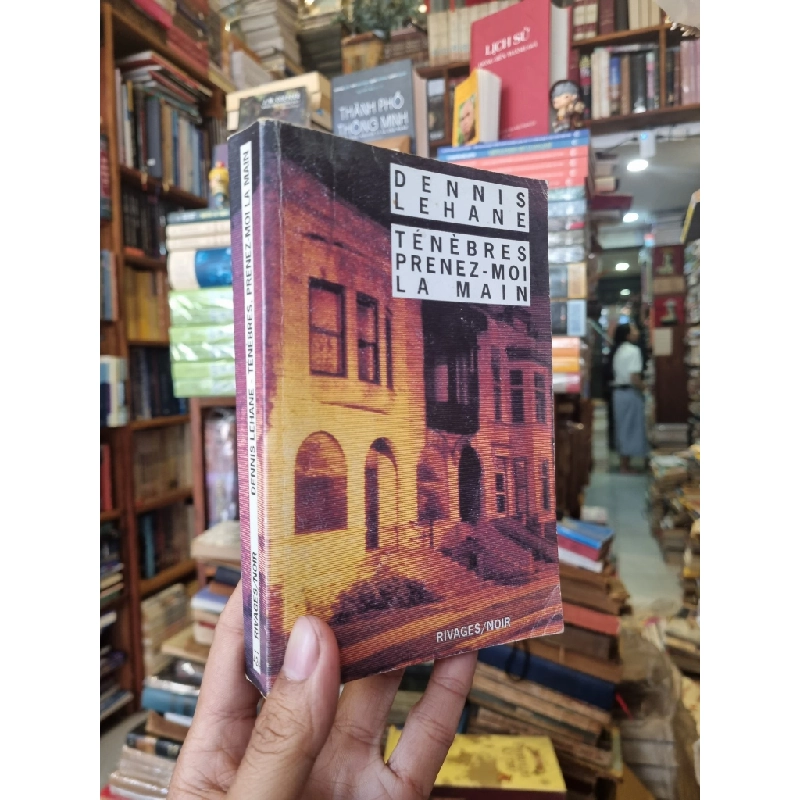 LỊCH SỬ
THÀNH PHỐ
THÔNG MINH
DENNIS
LEHANE
TÉNÈBRES
PRENEZ-MOI
LA MAIN
RIVAGES/NOIR
RIVAGES/NOIR DENNIS LEHANE TÉNÈBRES, PRENEZ-MOI LA MAIN